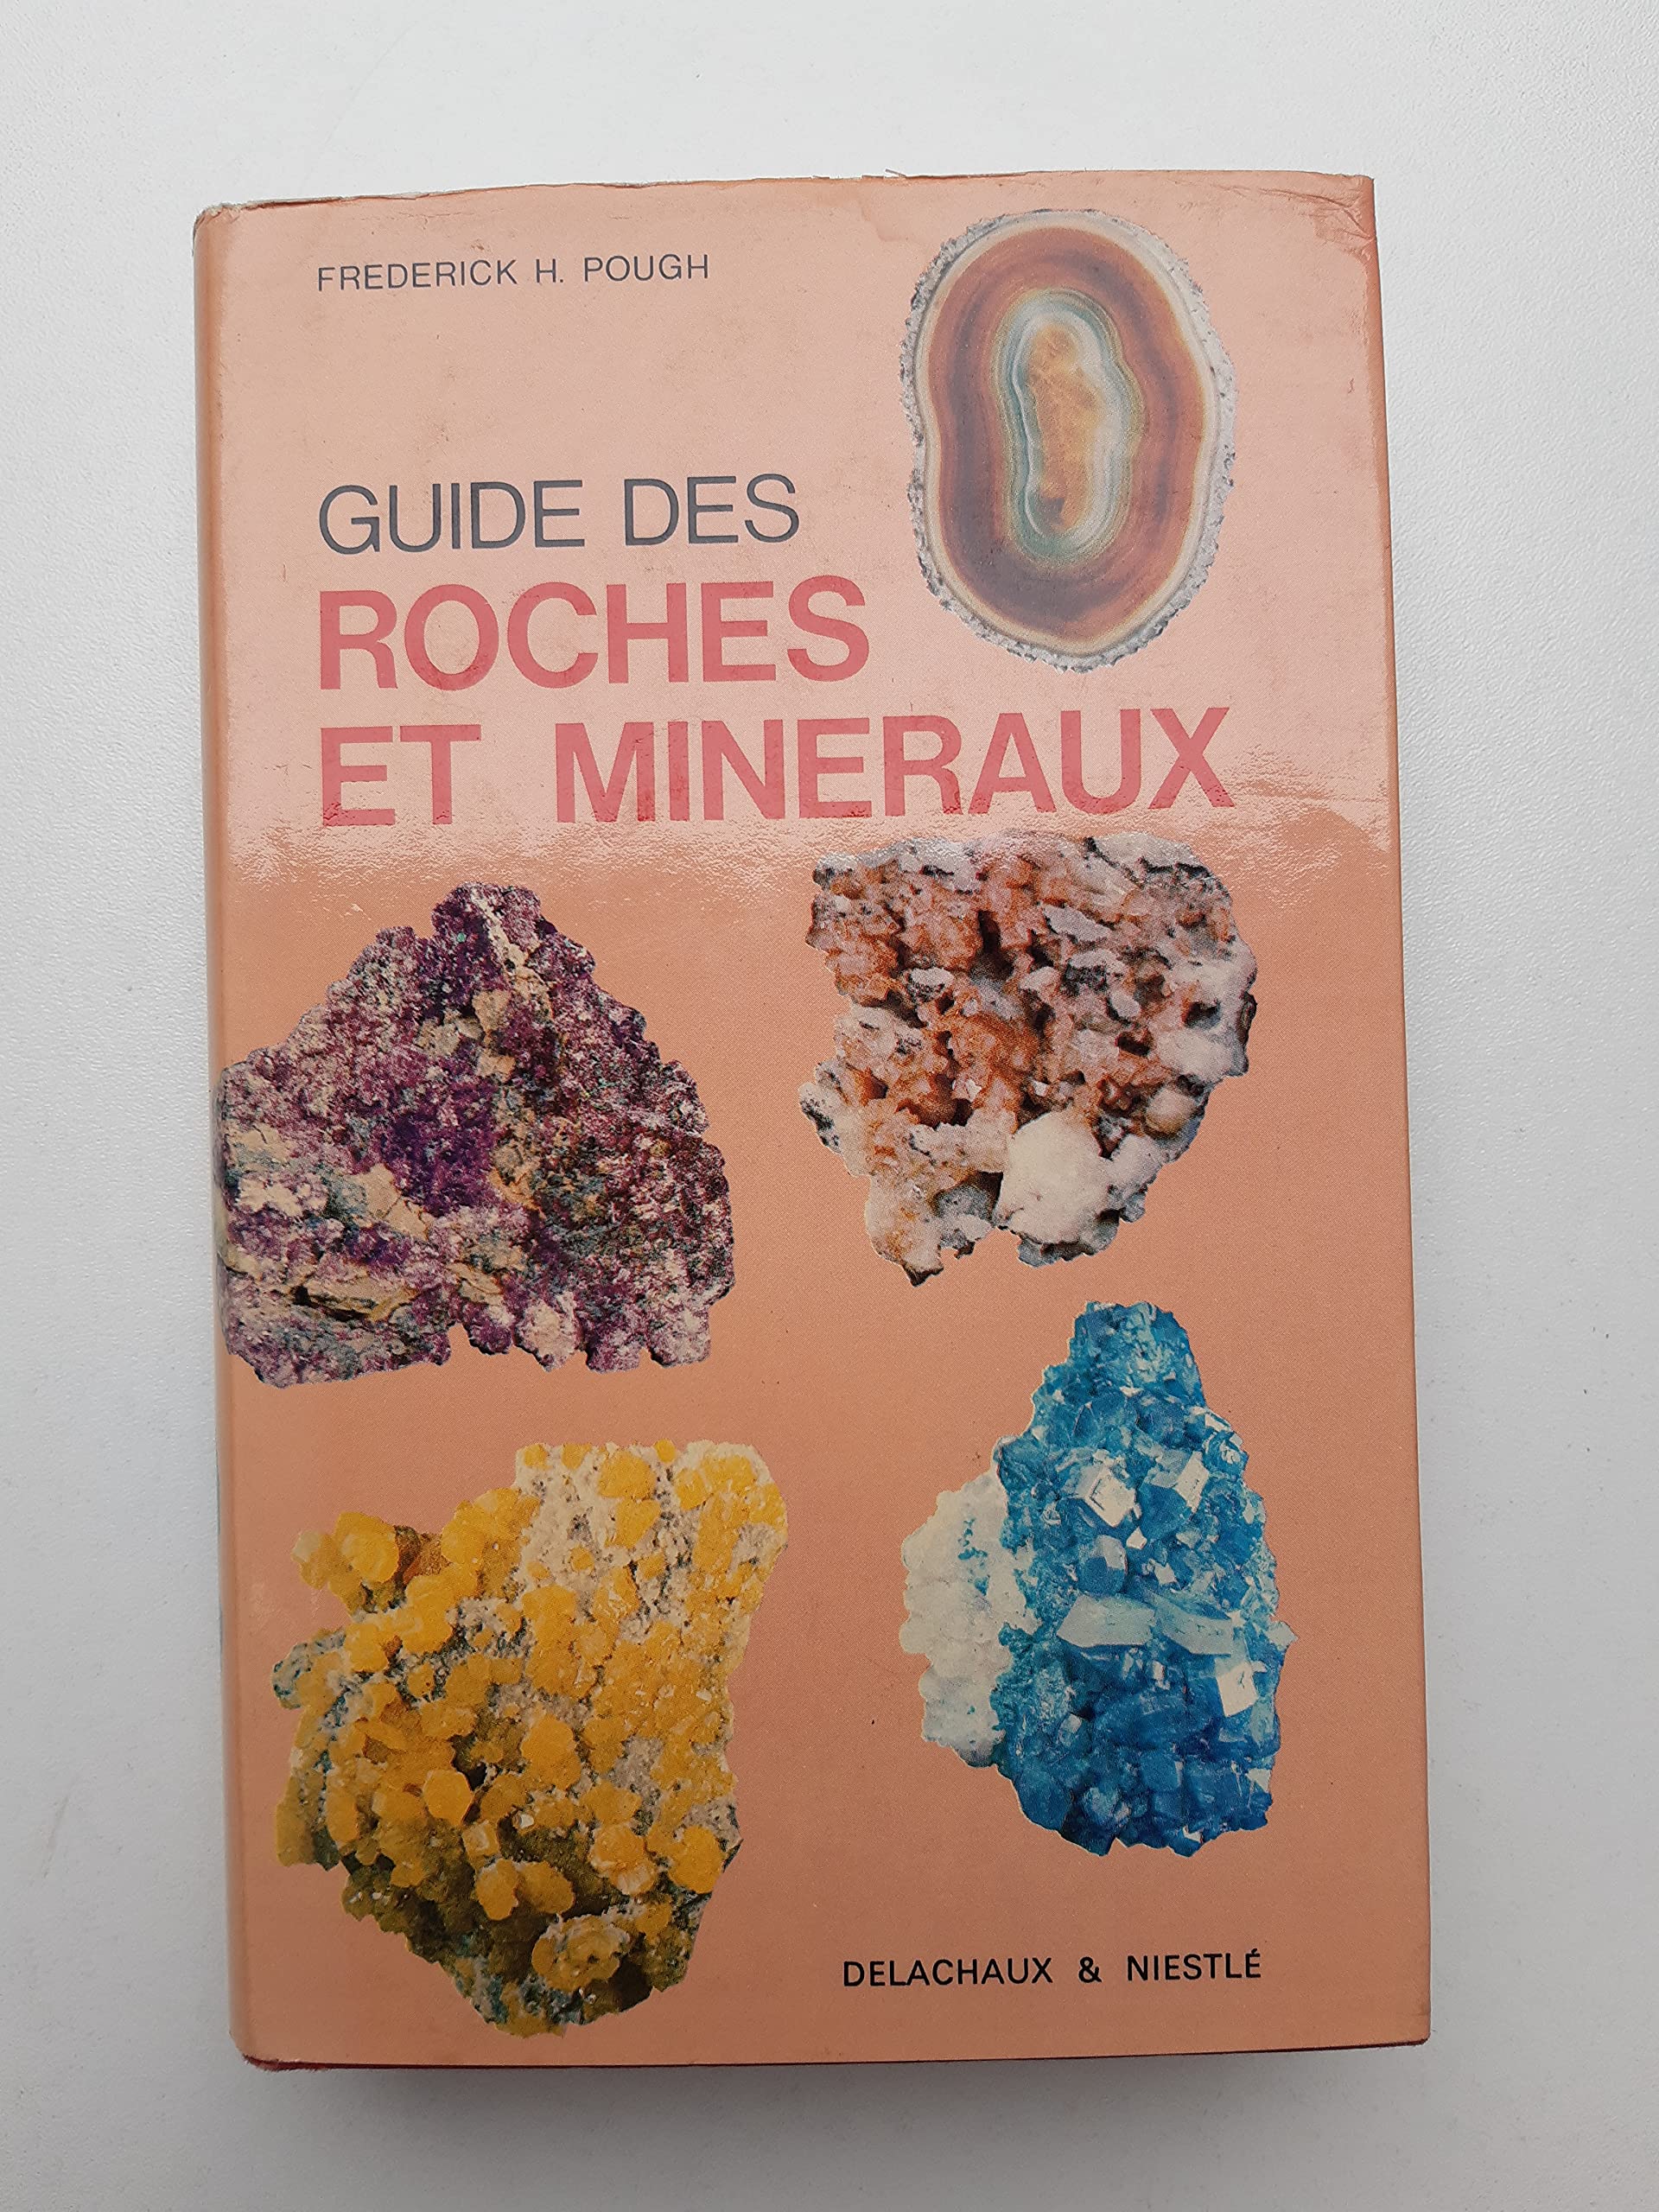 FREDERICK H. POUGH
GUIDE DES
ROCHES
ET MINERAUX
DELACHAUX & NIESTLÉ